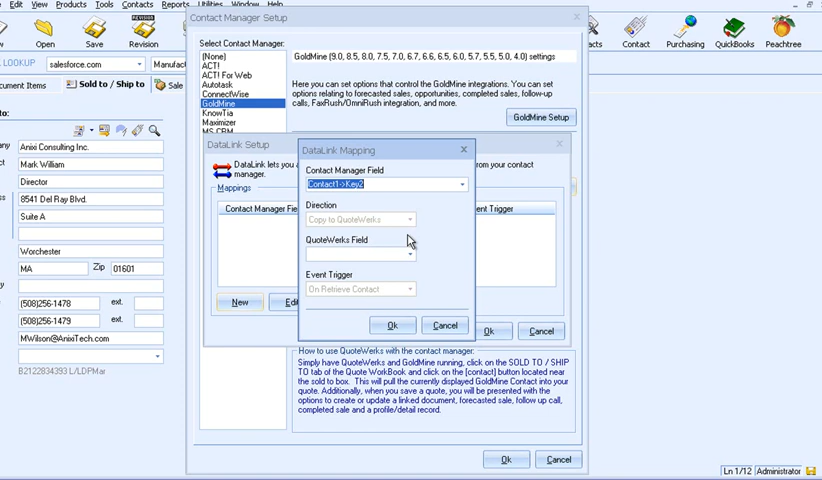 Edit View Products Tools Contacts Reports Utilities Window Help
Open
Save
REVISION
Revision
Contact
Purchasing
QuoteWerks
Peachtree
LOOKUP
salesforce.com
Manufact
cument Items
Sold to / Ship to
Sale
to:
Anixi Consulting Inc.
Mark William
Director
8541 Del Ray Blvd.
Suite A
Worchester
MA
Zip
01601
(508)256-1478
ext.
(508)256-1479
ext.
MWilson@AnixiTech.com
B2122834393 L/LDPMar
Contact Manager Setup
Select Contact Manager:
(None)
ACT!
ACT! For Web
Autotask
ConnectWise
GoldMine
KnowTia
Maximizer
MS CRM
GoldMine (9.0, 8.5, 8.0, 7.5, 7.0, 6.7, 6.6, 6.5, 6.0, 5.7, 5.5, 5.0, 4.0) settings
Here you can set options that control the GoldMine integrations. You can set
options relating to forecasted sales, opportunities, completed sales, follow-up
calls, FaxRush/OmniRush integration, and more.
GoldMine Setup
DataLink Setup
DataLink lets you a
from your contact
manager.
Mappings
Contact Manager Fie
ent Trigger
New
Edit
Ok
Cancel
DataLink Mapping
Contact Manager Field
Contact1->Key2
Direction
Copy to QuoteWerks
QuoteWerks Field
Event Trigger
On Retrieve Contact
Ok
Cancel
How to use QuoteWerks with the contact manager:
Simply have QuoteWerks and GoldMine running, click on the SOLD TO / SHIP
TO tab of the Quote WorkBook and click on the [contact] button located near
the sold to box. This will pull the currently displayed GoldMine Contact into your
quote. Additionally, when you save a quote, you will be presented with the
options to create or update a linked document, forecasted sale, follow up call,
completed sale and a profile/detail record.
Ok
Cancel
Ln 1/12
Administrator